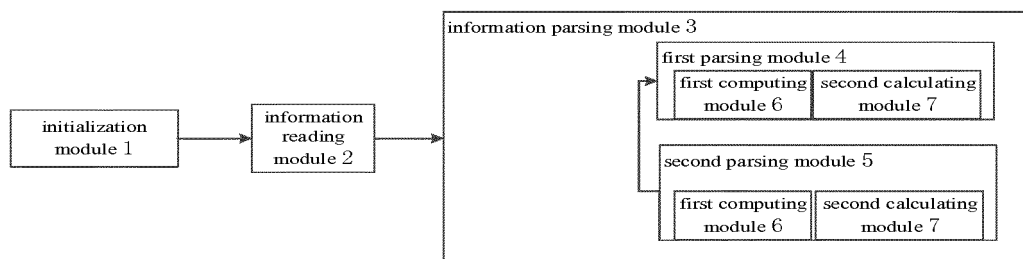 information parsing module 3
first parsing module 4
first computing
module 6
second calculating
module 7
initialization
module 1
information
reading
module 2
second parsing module 5
first computing
module 6
second calculating
module 7